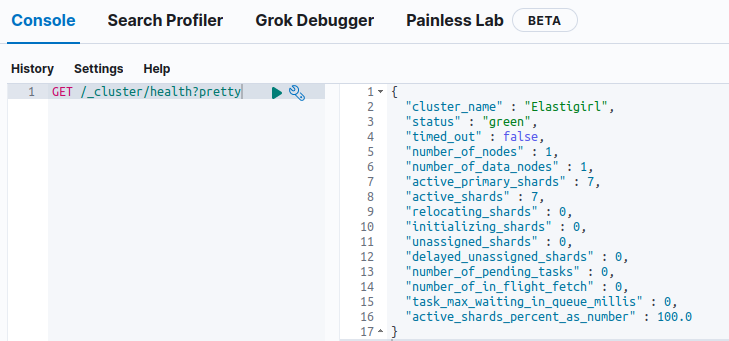 Console Search Profiler Grok Debugger Painless Lab BETA
History Settings Help
1 GET /_cluster/health?pretty
1 {
2 "cluster_name" : "Elastigirl",
3 "status" : "green",
4 "timed_out" : false,
5 "number_of_nodes" : 1,
6 "number_of_data_nodes" : 1,
7 "active_primary_shards" : 7,
8 "active_shards" : 7,
9 "relocating_shards" : 0,
10 "initializing_shards" : 0,
11 "unassigned_shards" : 0,
12 "delayed_unassigned_shards" : 0,
13 "number_of_pending_tasks" : 0,
14 "number_of_in_flight_fetch" : 0,
15 "task_max_waiting_in_queue_millis" : 0,
16 "active_shards_percent_as_number" : 100.0
17 }